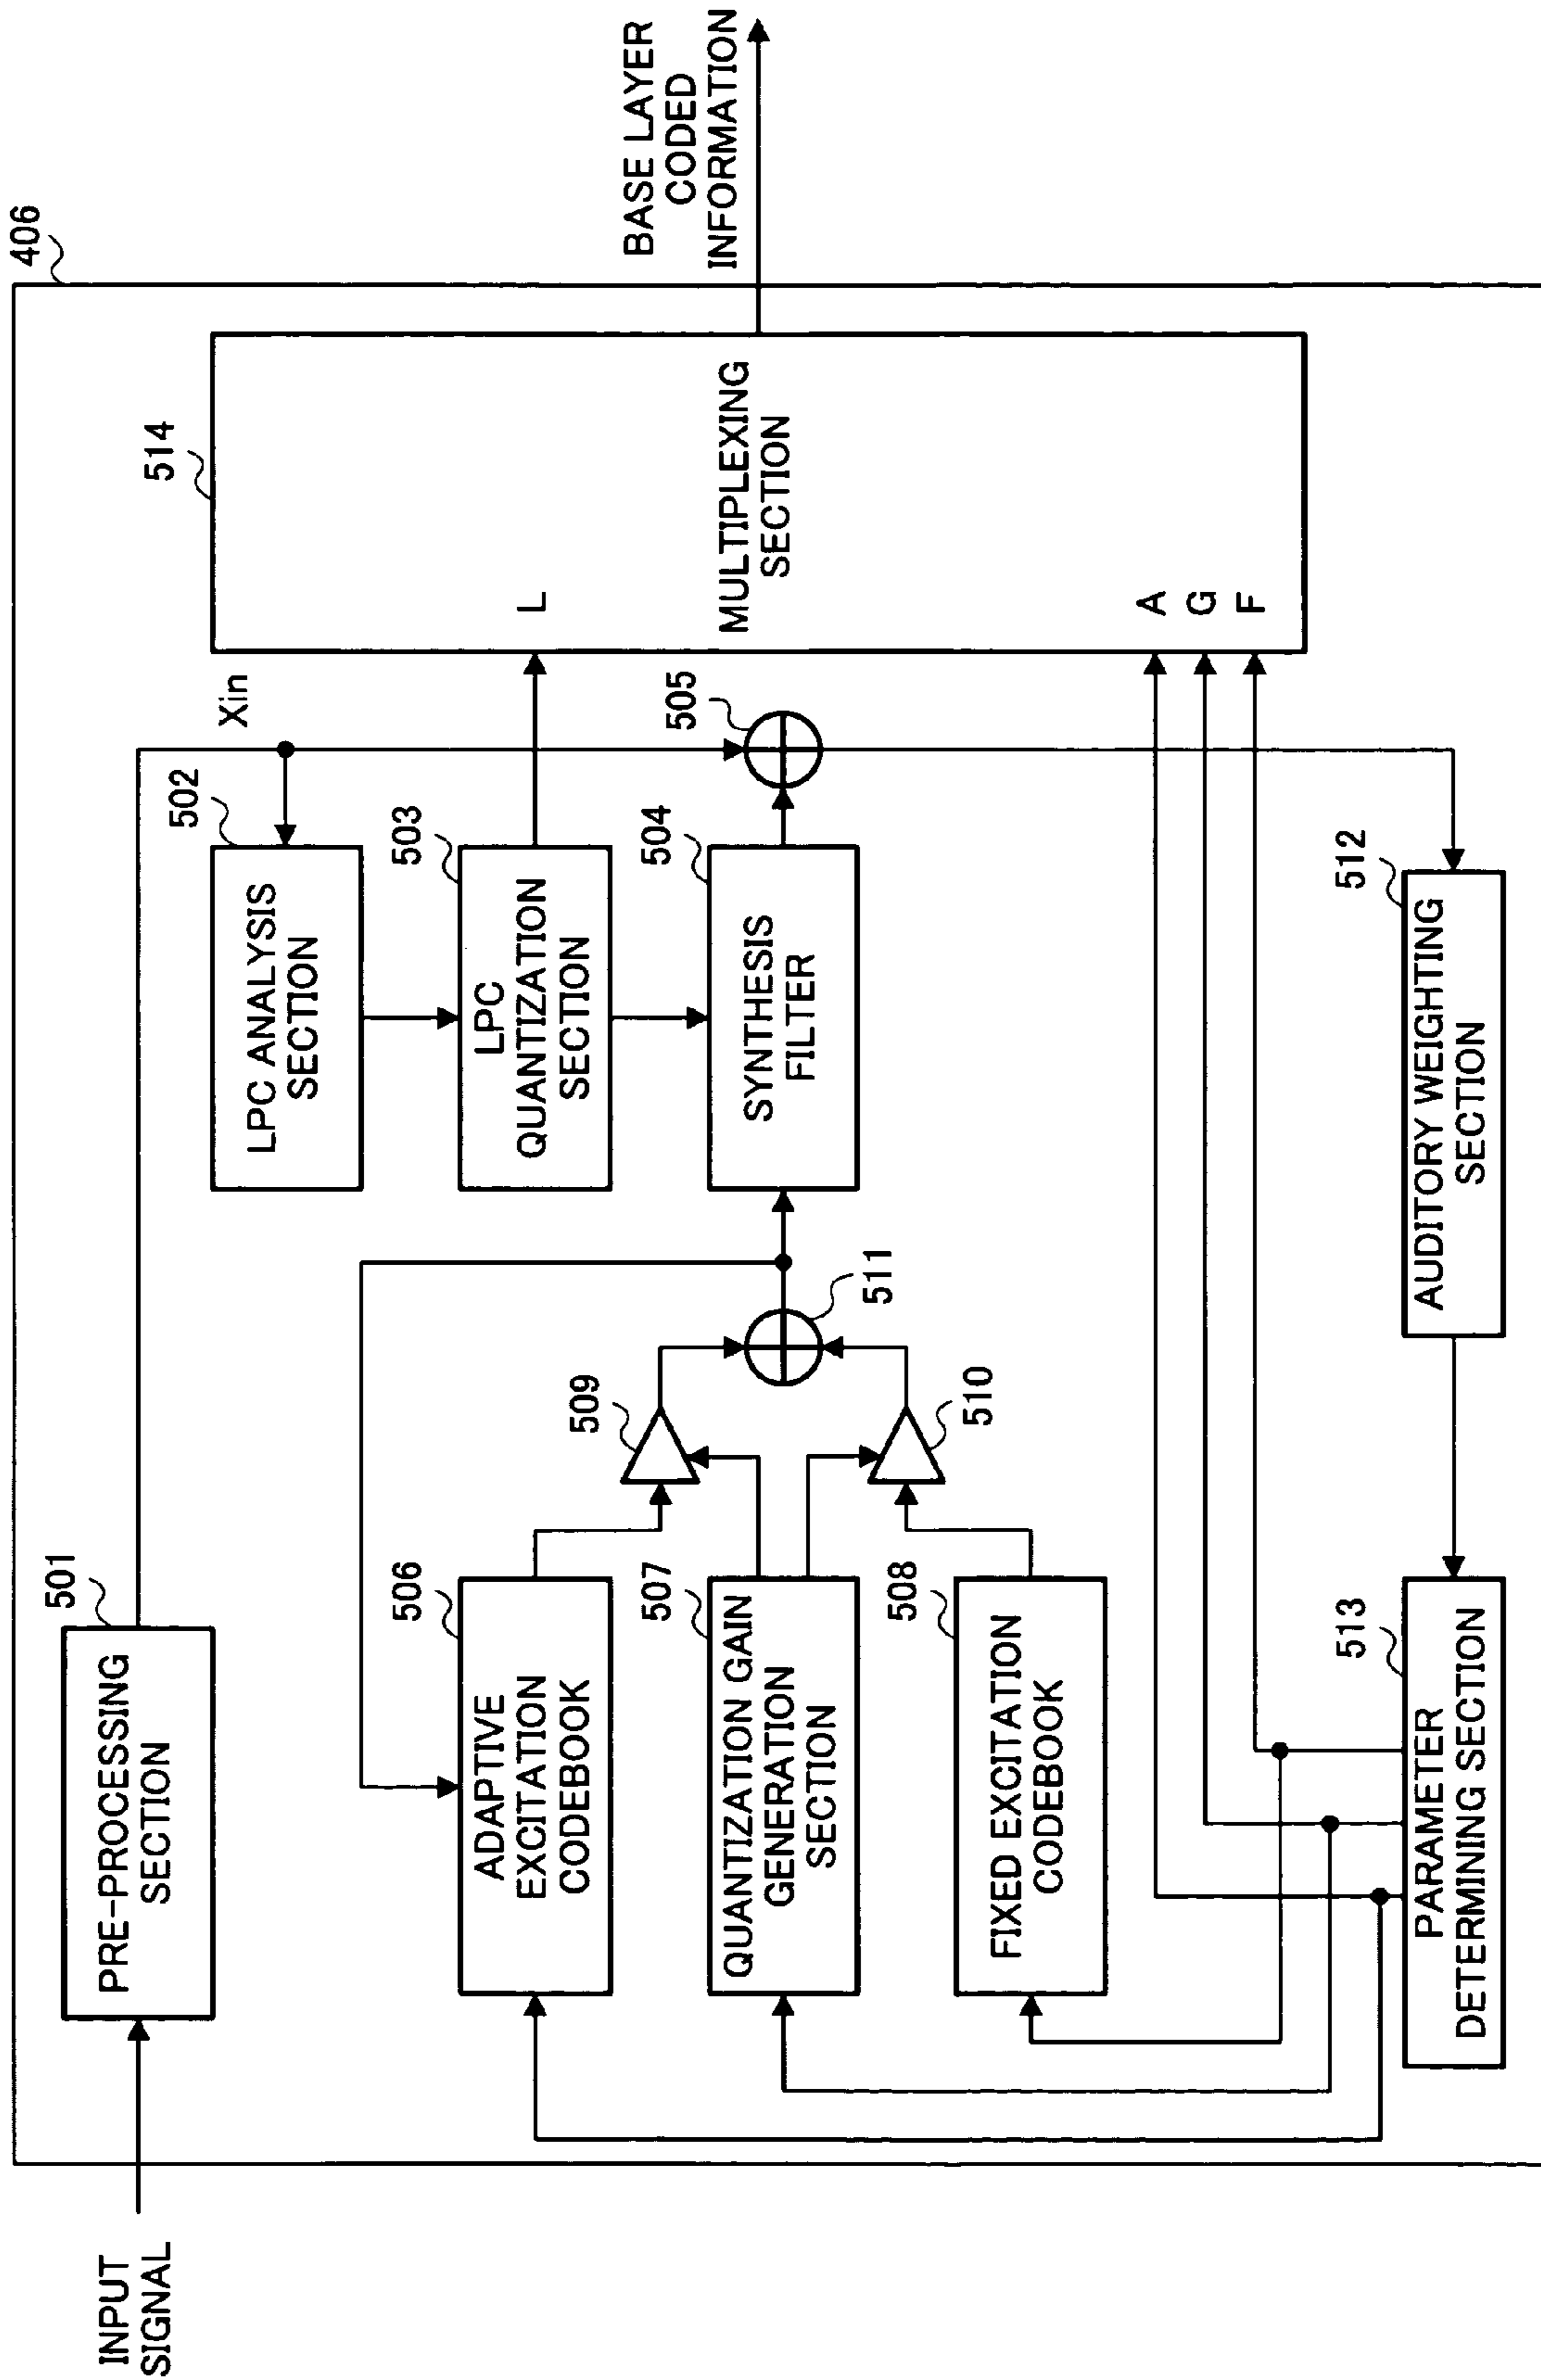 406
INPUT
SIGNAL
501
PRE-PROCESSING
SECTION
Xin
502
LPC ANALYSIS
SECTION
503
LPC
QUANTIZATION
SECTION
504
SYNTHESIS
FILTER
505
506
ADAPTIVE
EXCITATION
CODEBOOK
507
QUANTIZATION GAIN
GENERATION
SECTION
508
FIXED EXCITATION
CODEBOOK
509
510
511
512
AUDITORY WEIGHTING
SECTION
513
PARAMETER
DETERMINING SECTION
514
L
MULTIPLEXING
SECTION
A
G
F
BASE LAYER
CODED
INFORMATION